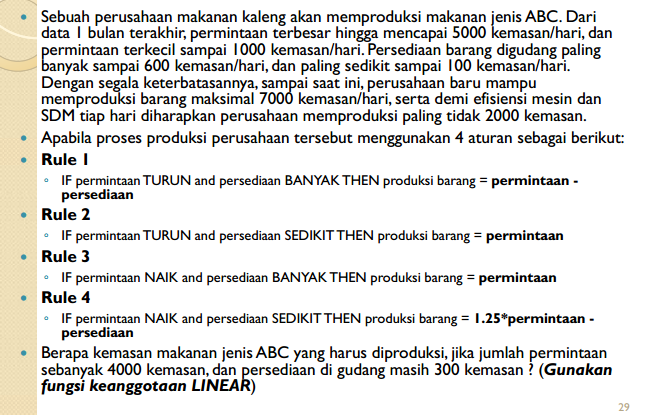 • Sebuah perusahaan makanan kaleng akan memproduksi makanan jenis ABC. Dari
data 1 bulan terakhir, permintaan terbesar hingga mencapai 5000 kemasan/hari, dan
permintaan terkecil sampai 1000 kemasan/hari. Persediaan barang digudang paling
banyak sampai 600 kemasan/hari, dan paling sedikit sampai 100 kemasan/hari.
Dengan segala keterbatasannya, sampai saat ini, perusahaan baru mampu
memproduksi barang maksimal 7000 kemasan/hari, serta demi efisiensi mesin dan
SDM tiap hari diharapkan perusahaan memproduksi paling tidak 2000 kemasan.
• Apabila proses produksi perusahaan tersebut menggunakan 4 aturan sebagai berikut:
• Rule 1
◦ IF permintaan TURUN and persediaan BANYAK THEN produksi barang = permintaan -
persediaan
• Rule 2
◦ IF permintaan TURUN and persediaan SEDIKIT THEN produksi barang = permintaan
• Rule 3
◦ IF permintaan NAIK and persediaan BANYAK THEN produksi barang = permintaan
• Rule 4
◦ IF permintaan NAIK and persediaan SEDIKIT THEN produksi barang = 1.25*permintaan -
persediaan
• Berapa kemasan makanan jenis ABC yang harus diproduksi, jika jumlah permintaan
sebanyak 4000 kemasan, dan persediaan di gudang masih 300 kemasan ? (Gunakan
fungsi keanggotaan LINEAR)
29